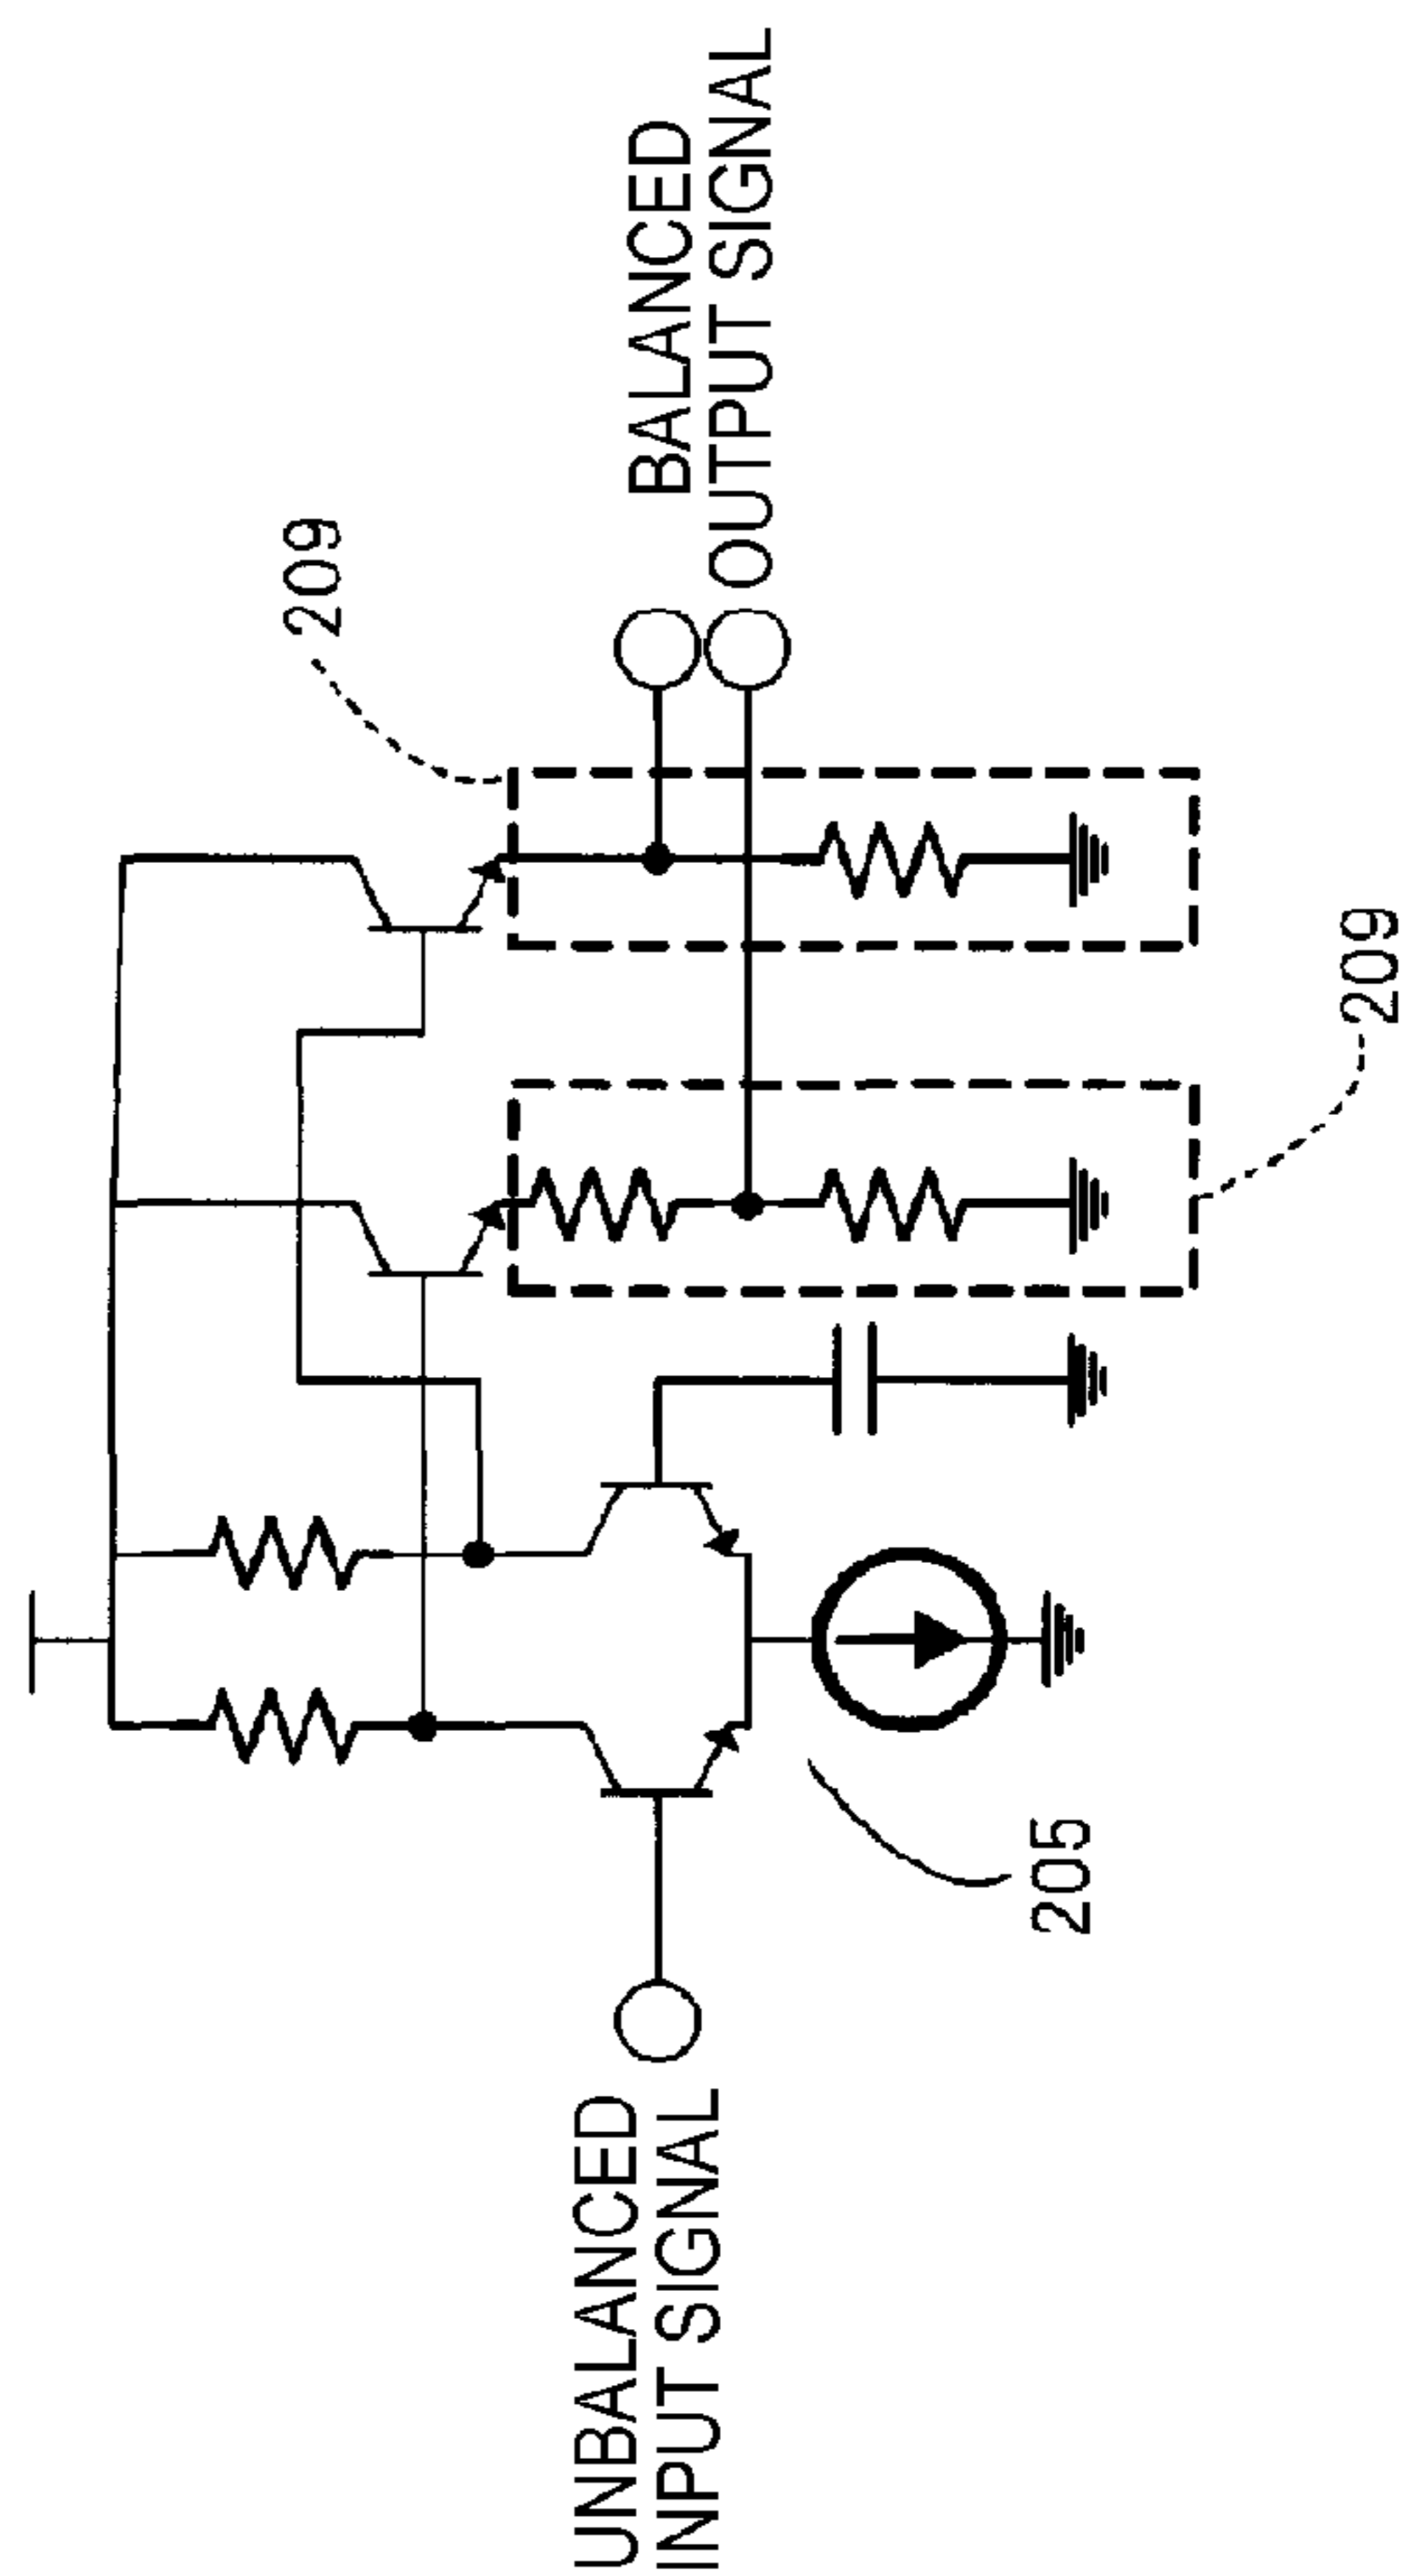 UNBALANCED
INPUT SIGNAL
205
209
209
BALANCED
OUTPUT SIGNAL